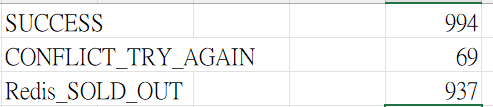 SUCCESS 994
CONFLICT_TRY_AGAIN 69
Redis_SOLD_OUT 937